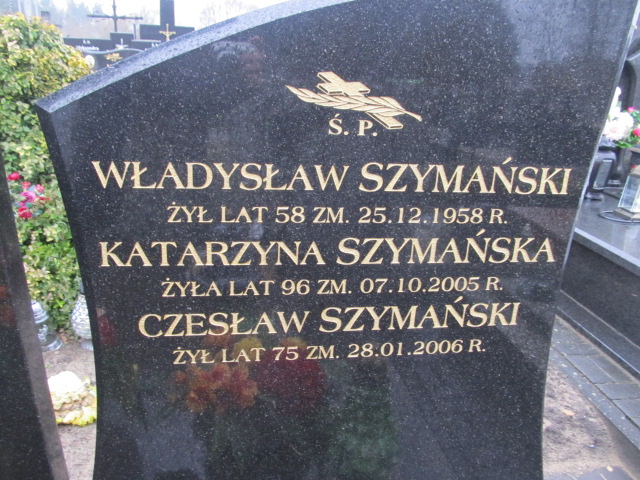 Ś. P.
WŁADYSŁAW SZYMAŃSKI
ŻYŁ LAT 58 ZM. 25.12.1958 R.
KATARZYNA SZYMAŃSKA
ŻYŁA LAT 96 ZM. 07.10.2005 R.
CZESŁAW SZYMAŃSKI
ŻYŁ LAT 75 ZM. 28.01.2006 R.